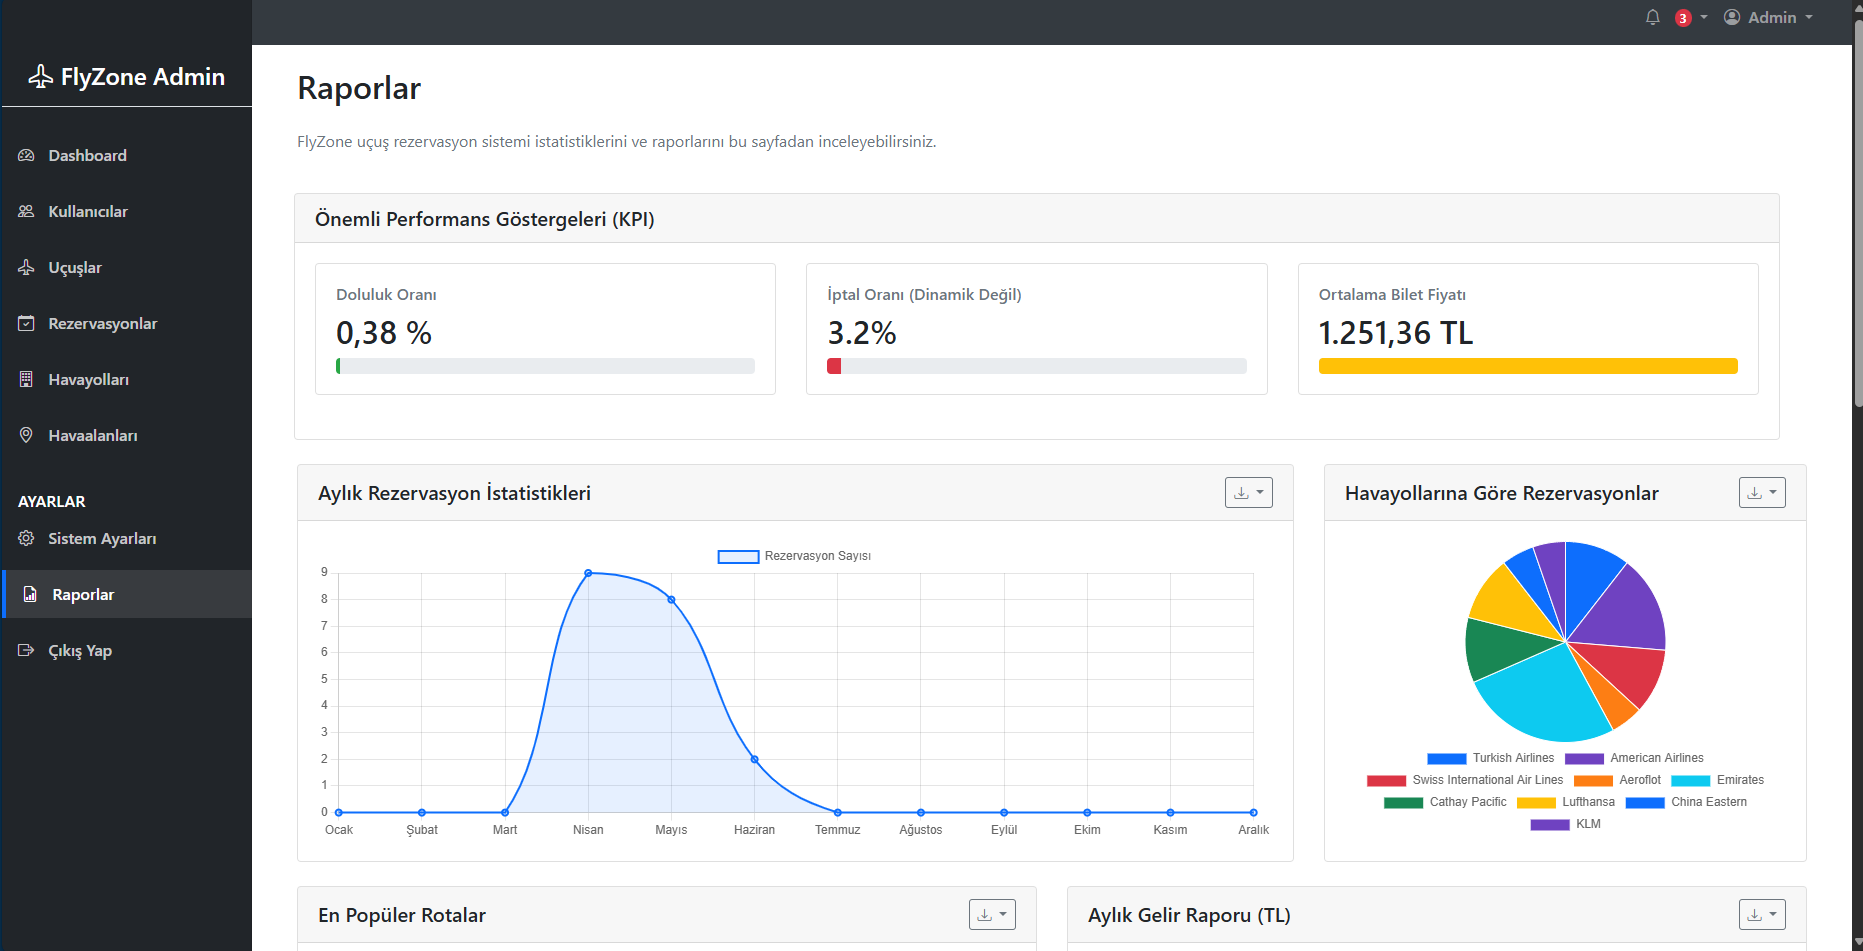 3
Admin
FlyZone Admin
Dashboard
Kullanıcılar
Uçuşlar
Rezervasyonlar
Havayolları
Havaalanları
AYARLAR
Sistem Ayarları
Raporlar
Çıkış Yap
Raporlar
FlyZone uçuş rezervasyon sistemi istatistiklerini ve raporlarını bu sayfadan inceleyebilirsiniz.
Önemli Performans Göstergeleri (KPI)
Doluluk Oranı
0,38 %
İptal Oranı (Dinamik Değil)
3.2%
Ortalama Bilet Fiyatı
1.251,36 TL
Aylık Rezervasyon İstatistikleri
Rezervasyon Sayısı
9
8
7
6
5
4
3
2
1
0
Ocak Şubat Mart Nisan Mayıs Haziran Temmuz Ağustos Eylül Ekim Kasım Aralık
Havayollarına Göre Rezervasyonlar
Turkish Airlines American Airlines
Swiss International Air Lines Aeroflot Emirates
Cathay Pacific Lufthansa China Eastern
KLM
En Popüler Rotalar
Aylık Gelir Raporu (TL)